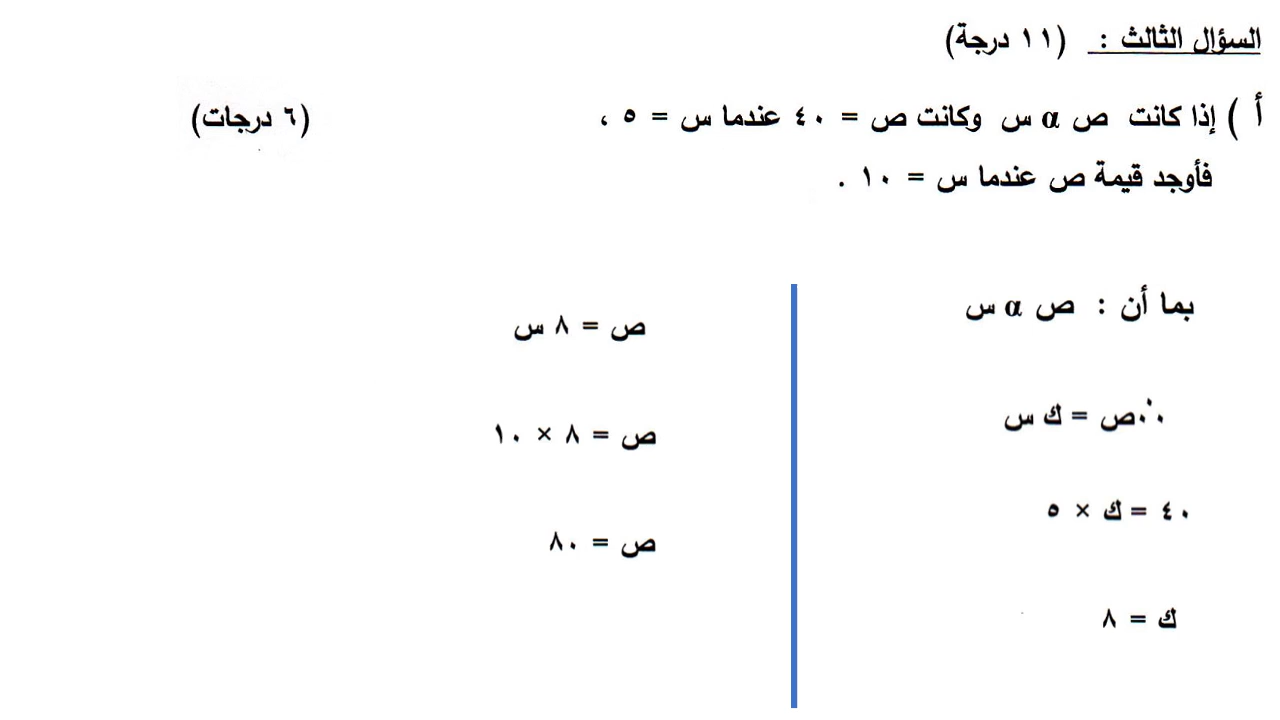 السؤال الثالث : (١١ درجة)
أ ) إذا كانت ص α س وكانت ص = ٤٠ عندما س = ٥ ، (٦ درجات)
فأوجد قيمة ص عندما س = ١٠ .
بما أن : ص α س
∴ص = ك س
٤٠ = ك × ٥
ك = ٨
ص = ٨ س
ص = ٨ × ١٠
ص = ٨٠